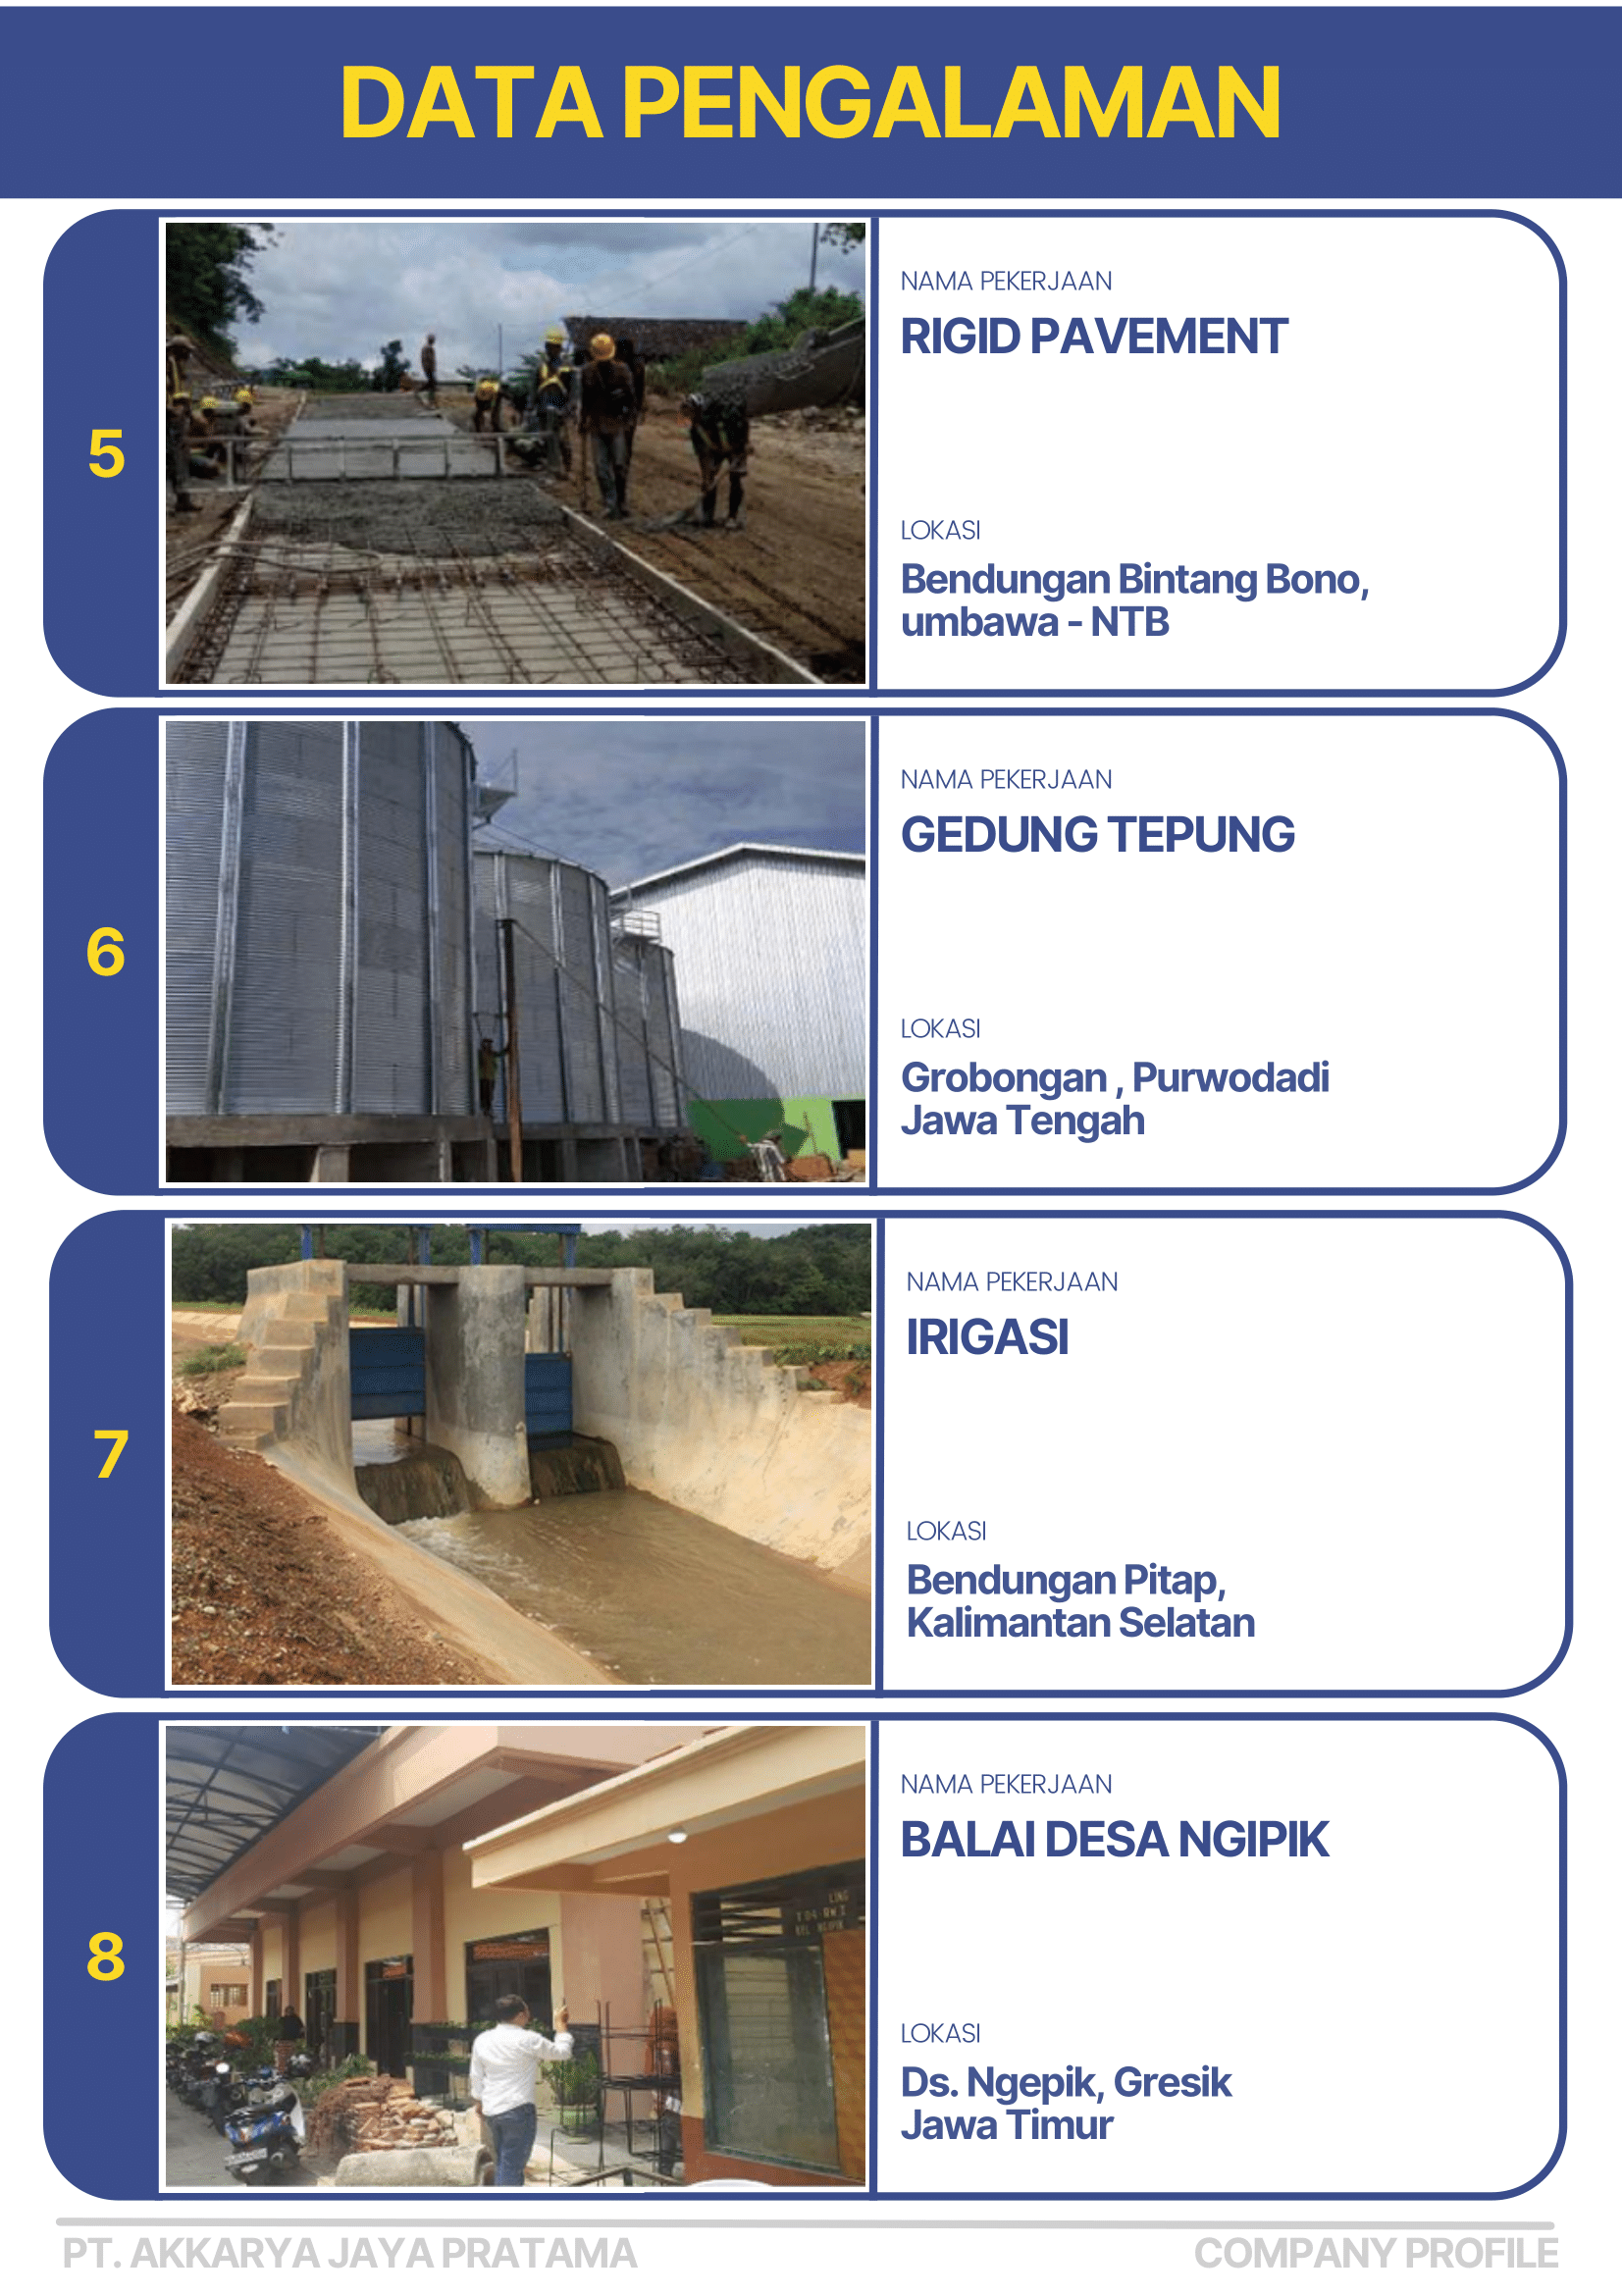 DATA PENGALAMAN
5
NAMA PEKERJAAN
RIGID PAVEMENT
LOKASI
Bendungan Bintang Bono,
umbawa - NTB
6
NAMA PEKERJAAN
GEDUNG TEPUNG
LOKASI
Grobongan , Purwodadi
Jawa Tengah
7
NAMA PEKERJAAN
IRIGASI
LOKASI
Bendungan Pitap,
Kalimantan Selatan
8
NAMA PEKERJAAN
BALAI DESA NGIPIK
LOKASI
Ds. Ngepik, Gresik
Jawa Timur
PT. AKKARYA JAYA PRATAMA
COMPANY PROFILE